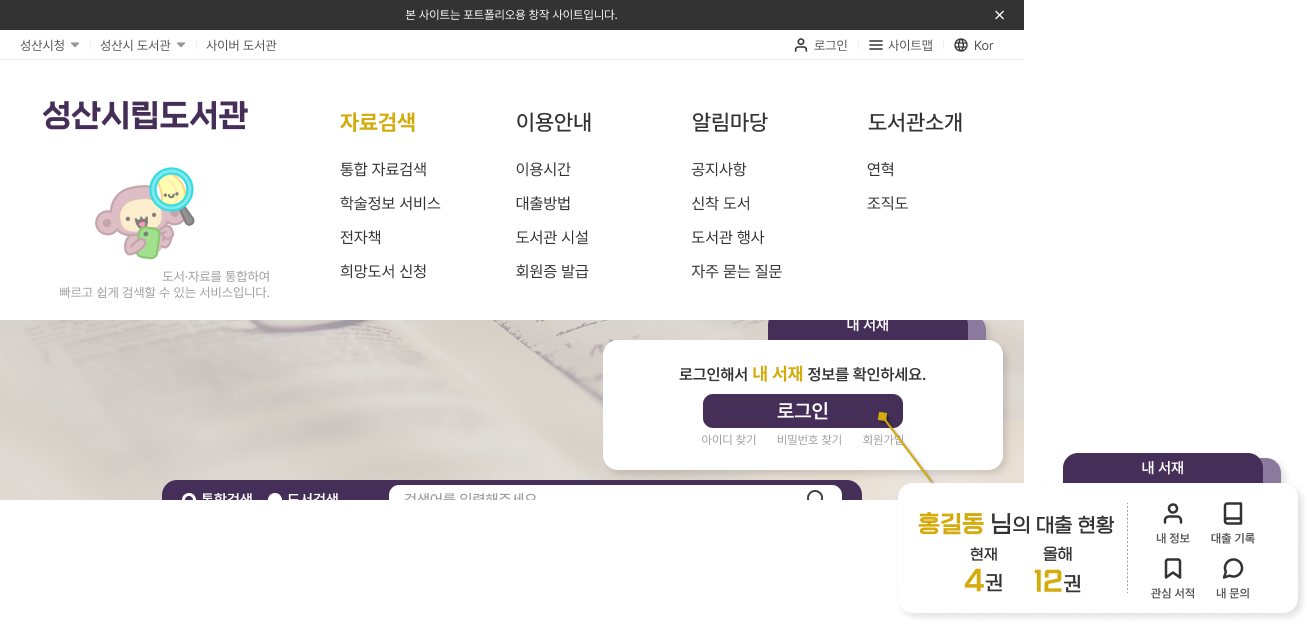 본 사이트는 포트폴리오용 창작 사이트입니다.
성산시청 성산시 도서관 사이버 도서관
로그인 사이트맵 Kor
성산시립도서관
자료검색 이용안내 알림마당 도서관소개
통합 자료검색 이용시간 공지사항 연혁
학술정보 서비스 대출방법 신착 도서 조직도
전자책 도서관 시설 도서관 행사
희망도서 신청 회원증 발급 자주 묻는 질문
도서·자료를 통합하여
빠르고 쉽게 검색할 수 있는 서비스입니다.
내 서재
로그인해서 내 서재 정보를 확인하세요.
로그인
아이디 찾기 비밀번호 찾기 회원가입
통합검색 도서검색 검색어를 입력해주세요
내 서재
홍길동 님의 대출 현황
현재 올해
4권 12권
내 정보 대출 기록
관심 서적 내 문의